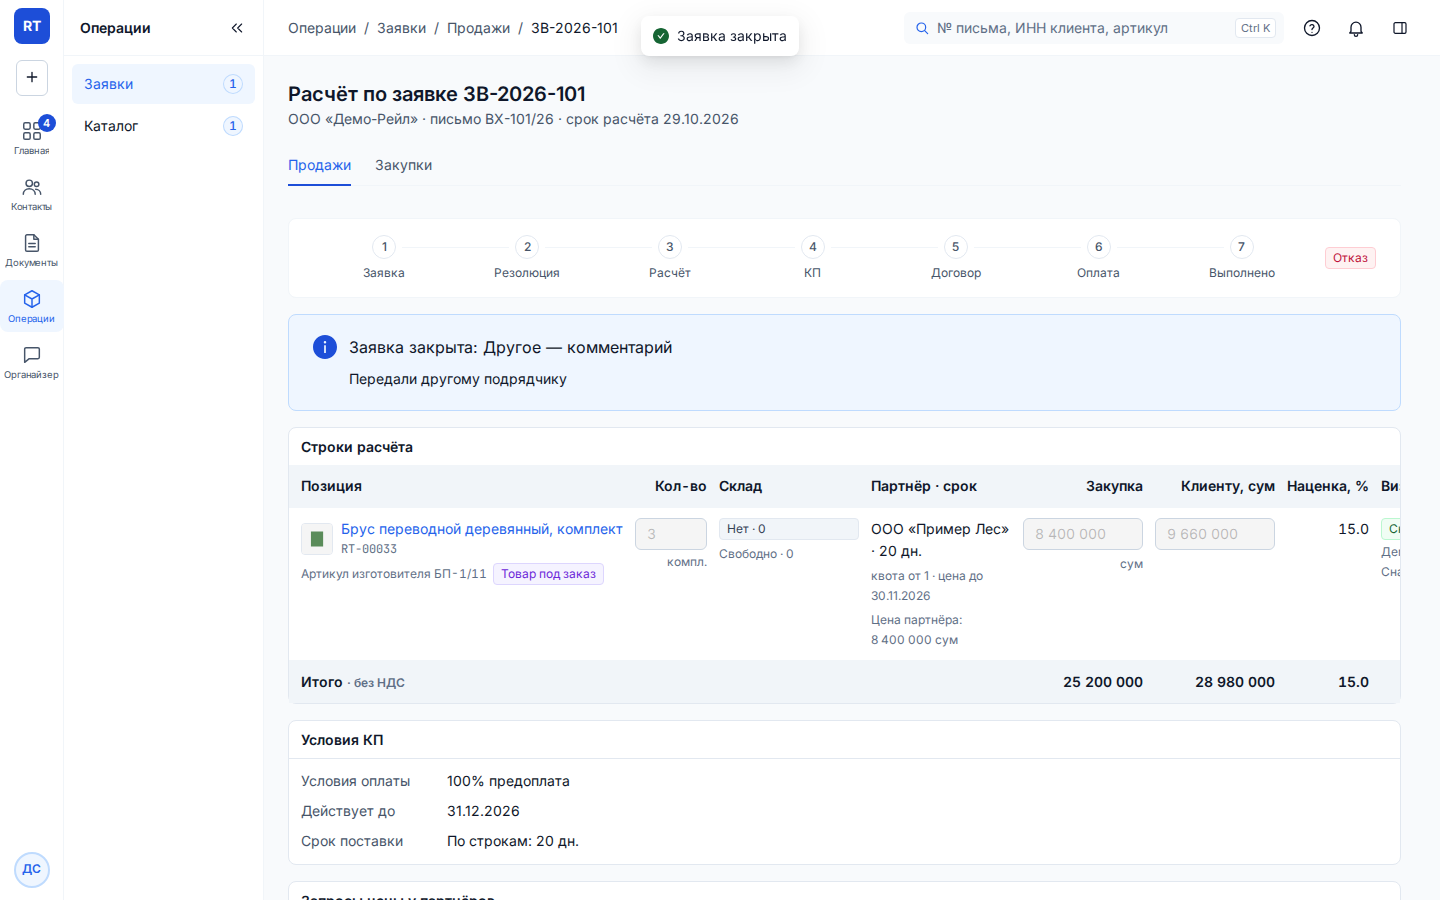 RT
Операции
Операции / Заявки / Продажи / ЗВ-2026-101
Заявка закрыта
№ письма, ИНН клиента, артикул
Ctrl K
4
Главная
Контакты
Документы
Операции
Органайзер
ДС
Заявки 1
Каталог 1
Расчёт по заявке ЗВ-2026-101
ООО «Демо-Рейл» · письмо ВХ-101/26 · срок расчёта 29.10.2026
Продажи Закупки
1 2 3 4 5 6 7
Заявка Резолюция Расчёт КП Договор Оплата Выполнено
Отказ
Заявка закрыта: Другое — комментарий
Передали другому подрядчику
Строки расчёта
Позиция Кол-во Склад Партнёр · срок Закупка Клиенту, сум Наценка, %
Брус переводной деревянный, комплект
RT-00033
Артикул изготовителя БП-1/11 Товар под заказ
3
компл.
Нет · 0
Свободно · 0
ООО «Пример Лес»
· 20 дн.
квота от 1 · цена до
30.11.2026
Цена партнёра:
8 400 000 сум
8 400 000
сум
9 660 000
15.0
Итого · без НДС 25 200 000 28 980 000 15.0
Условия КП
Условия оплаты 100% предоплата
Действует до 31.12.2026
Срок поставки По строкам: 20 дн.
Запросы цены у партнёров